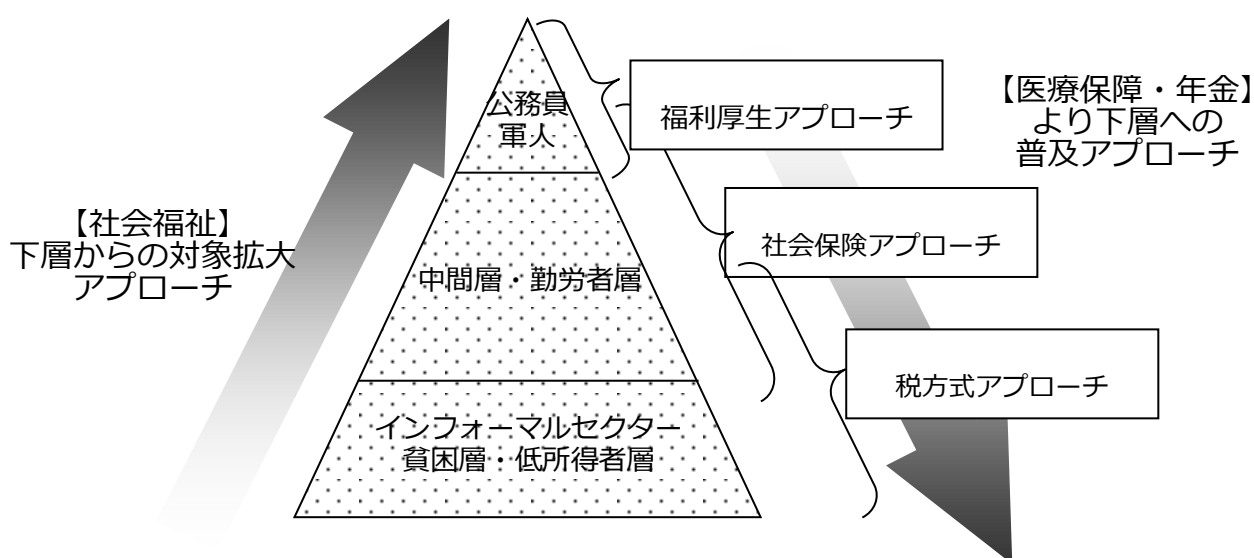 公務員
軍人
福利厚生アプローチ
【医療保障・年金】
より下層への
普及アプローチ
【社会福祉】
下層からの対象拡大
アプローチ
中間層・勤労者層
社会保険アプローチ
税方式アプローチ
インフォーマルセクター
貧困層・低所得者層